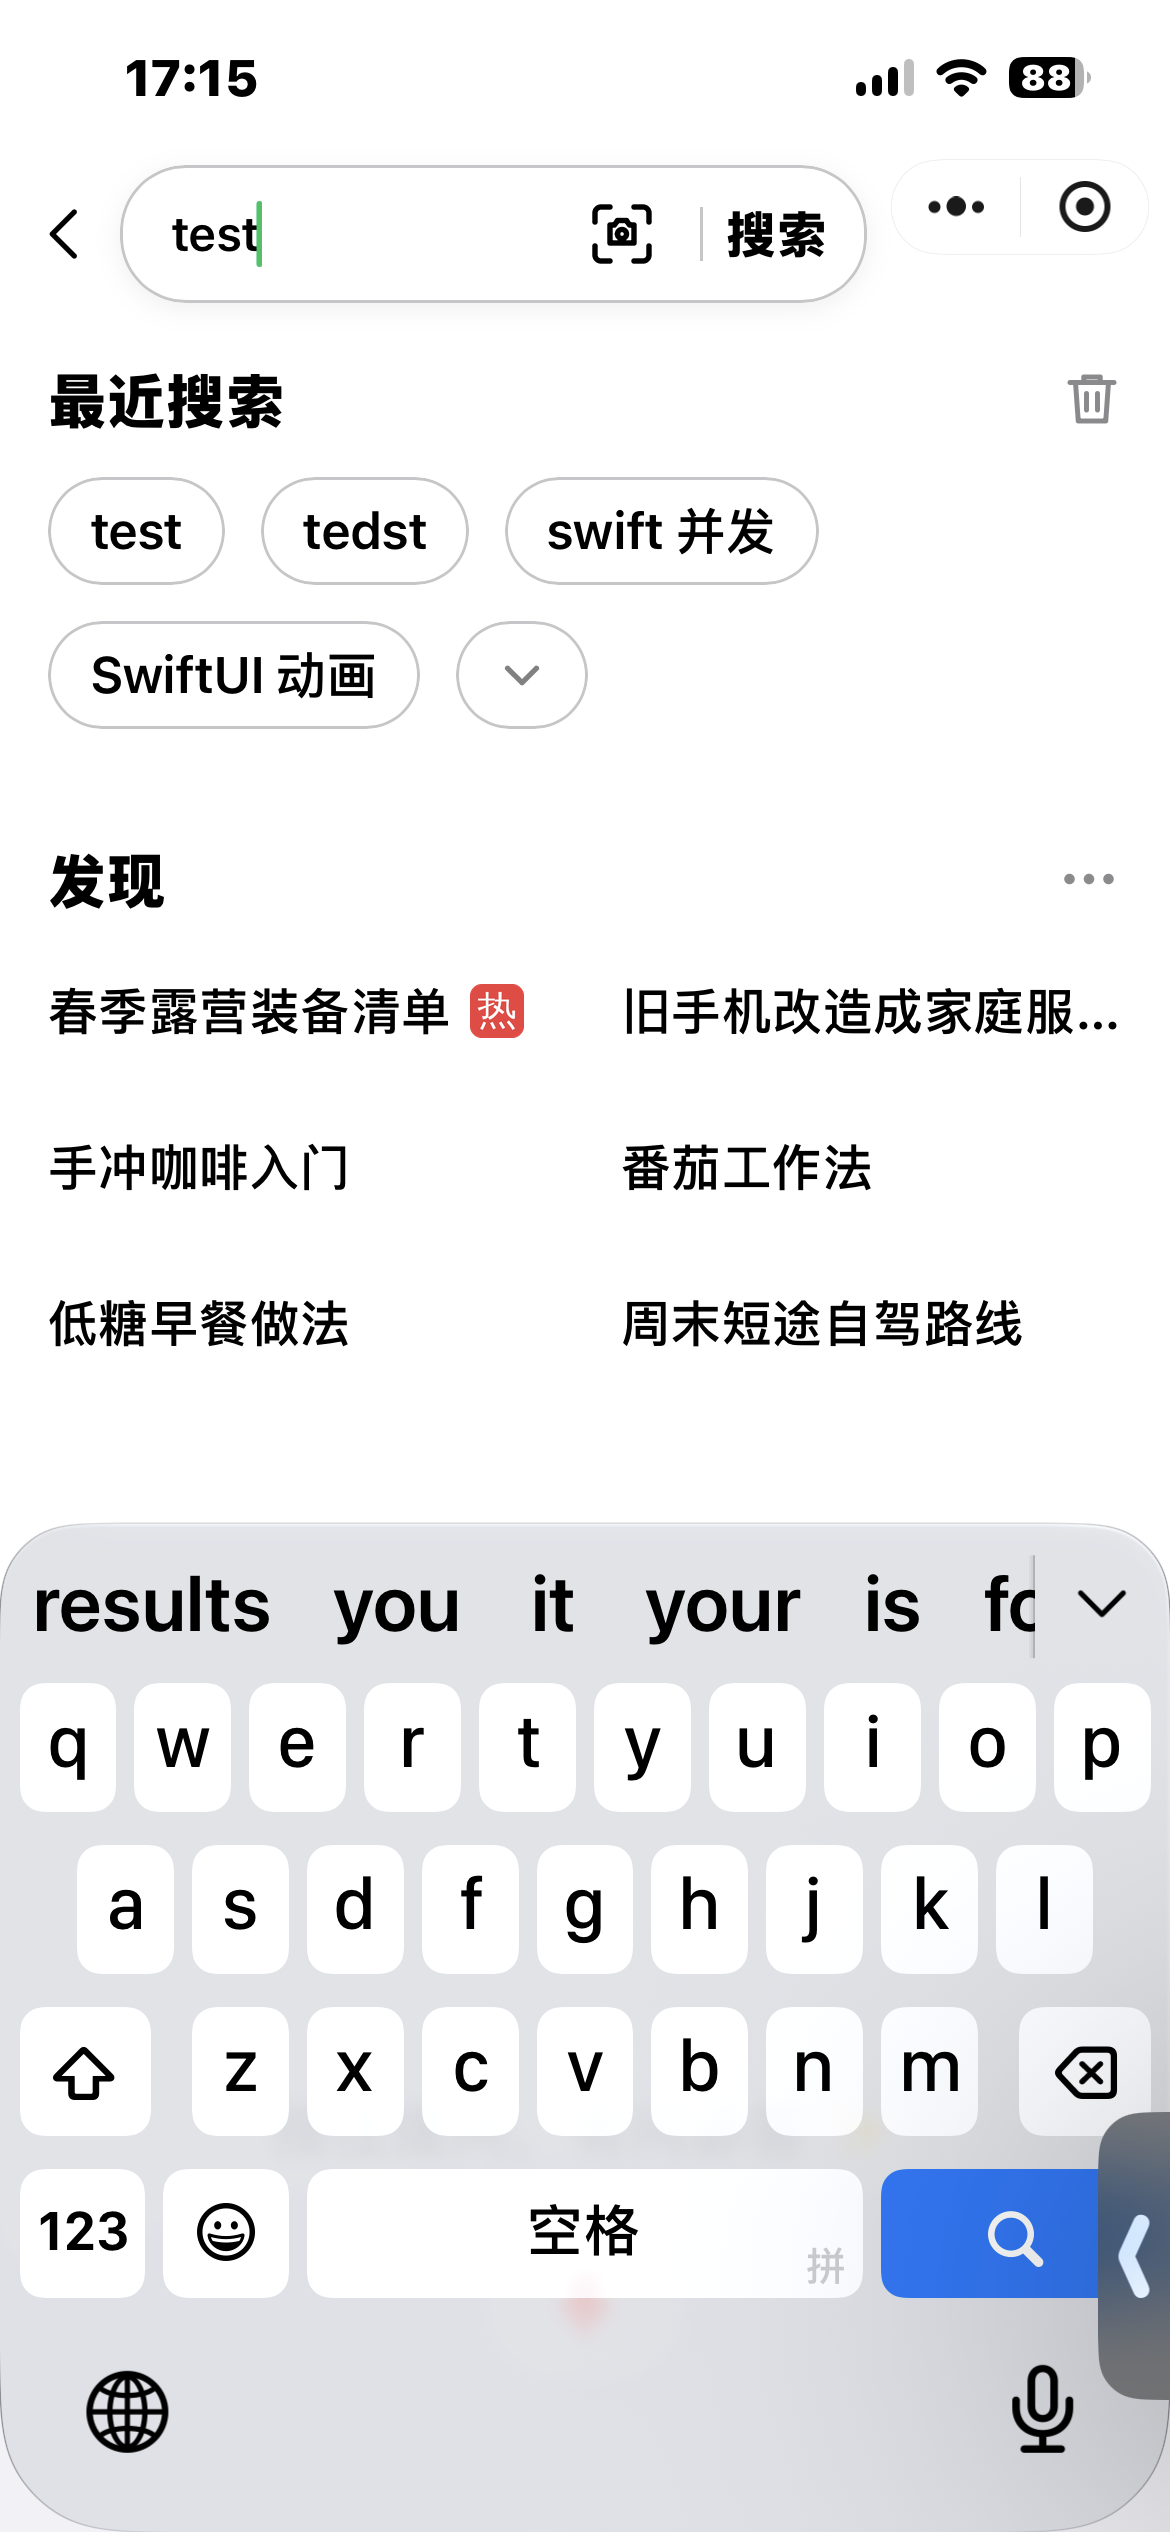 17:15
88
test
搜索
最近搜索
test
tedst
swift 并发
SwiftUI 动画
发现
春季露营装备清单 热
旧手机改造成家庭服...
手冲咖啡入门
番茄工作法
低糖早餐做法
周末短途自驾路线
results you it your is fo
q w e r t y u i o p
a s d f g h j k l
z x c v b n m
123
空格
拼